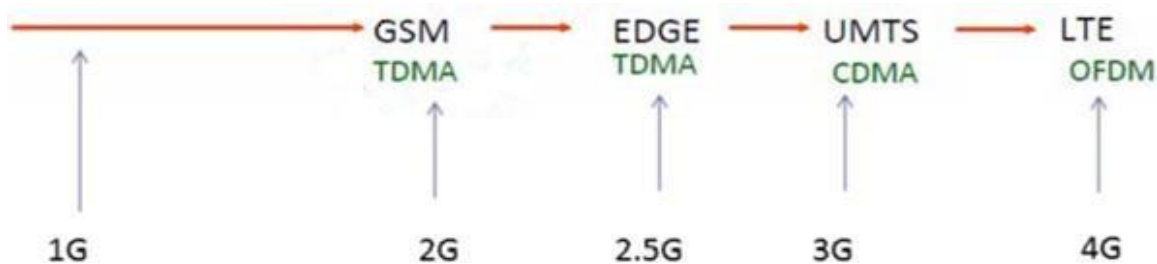 GSM EDGE UMTS LTE
TDMA TDMA CDMA OFDM
1G 2G 2.5G 3G 4G